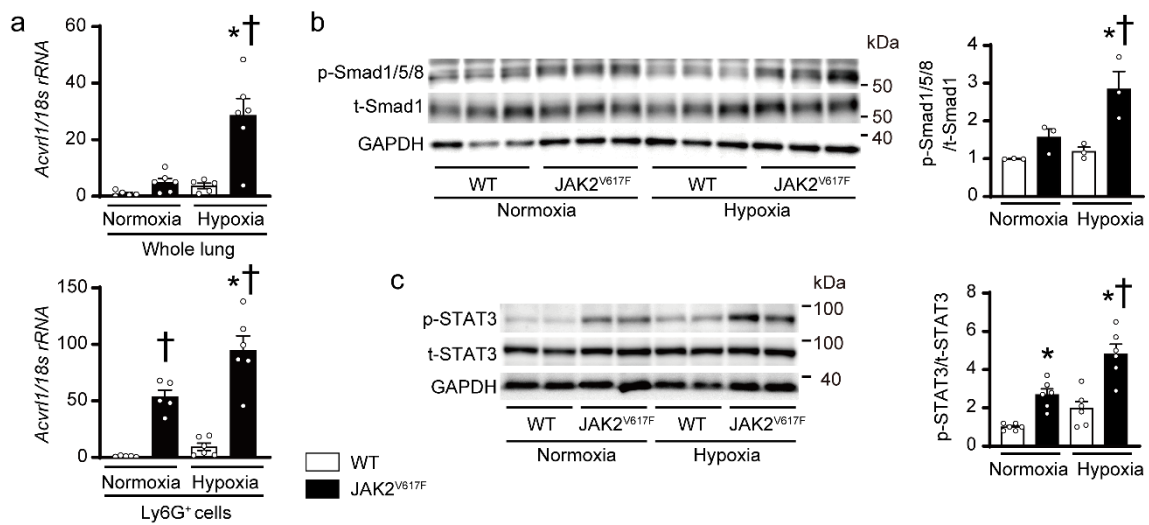 a
Acvrl1/18s rRNA
60
40
20
0
*†
Normoxia Hypoxia
Whole lung
Acvrl1/18s rRNA
150
100
50
0
†
*†
Normoxia Hypoxia
Ly6G+ cells
b
kDa
p-Smad1/5/8
50
t-Smad1
50
GAPDH
40
WT JAK2V617F WT JAK2V617F
Normoxia Hypoxia
p-Smad1/5/8
/t-Smad1
4
3
2
1
0
*†
Normoxia Hypoxia
c
kDa
p-STAT3
100
t-STAT3
100
GAPDH
40
WT JAK2V617F WT JAK2V617F
Normoxia Hypoxia
p-STAT3/t-STAT3
8
6
4
2
0
*
*†
Normoxia Hypoxia
WT
JAK2V617F